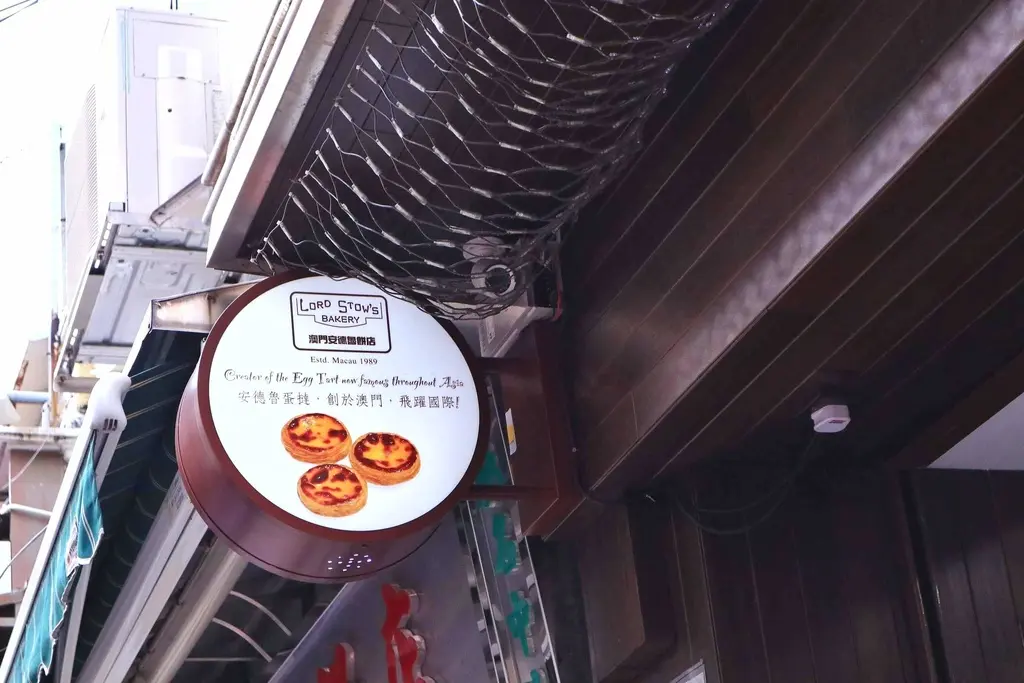 LORD STOW'S
BAKERY
澳門安德魯餅店
Estd. Macau 1989
Creator of the Egg Tart now famous throughout Asia
安德魯蛋撻，創於澳門，飛躍國際!